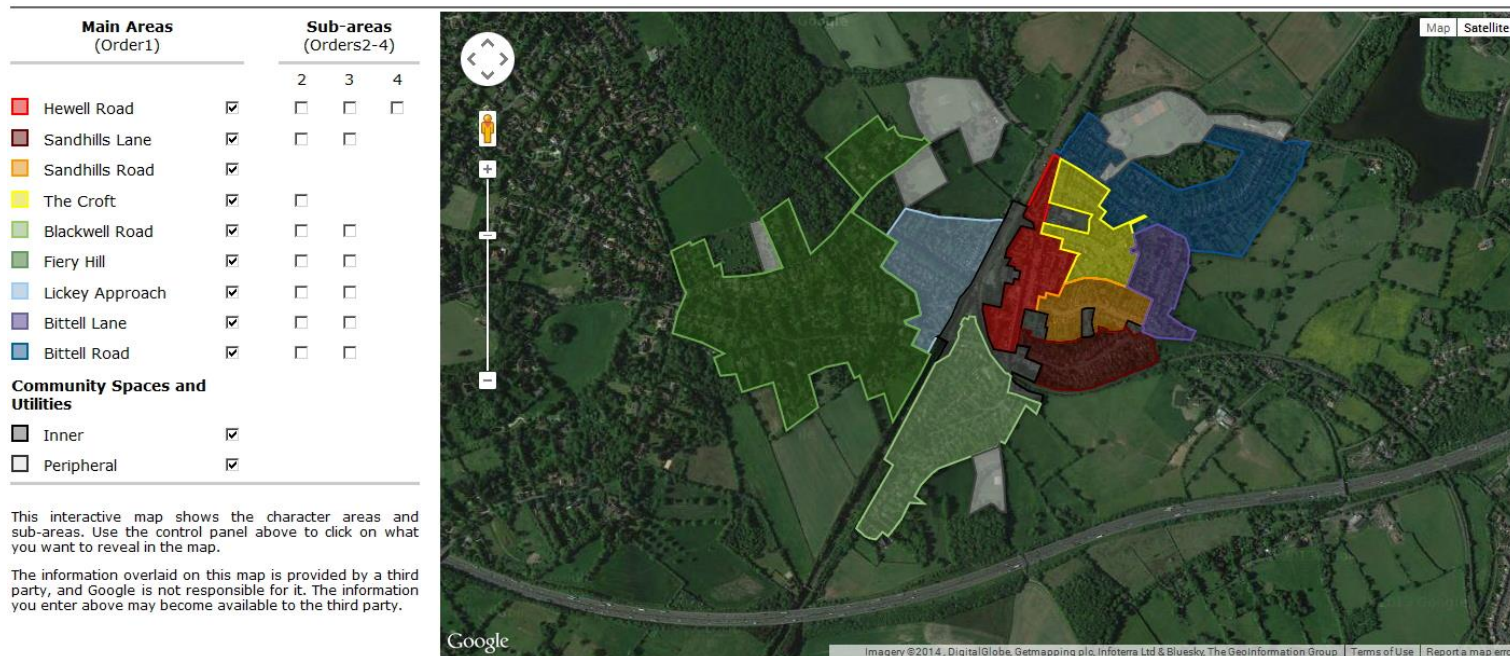 Main Areas
(Order1)
Sub-areas
(Orders2-4)
2 3 4
Hewell Road
Sandhills Lane
Sandhills Road
The Croft
Blackwell Road
Fiery Hill
Lickey Approach
Bittell Lane
Bittell Road
Community Spaces and
Utilities
Inner
Peripheral
This interactive map shows the character areas and
sub-areas. Use the control panel above to click on what
you want to reveal in the map.
The information overlaid on this map is provided by a third
party, and Google is not responsible for it. The information
you enter above may become available to the third party.
Map Satellite
Google
Imagery ©2014 , DigitalGlobe, Getmapping plc, Infoterra Ltd & Bluesky, The GeoInformation Group Terms of Use Report a map